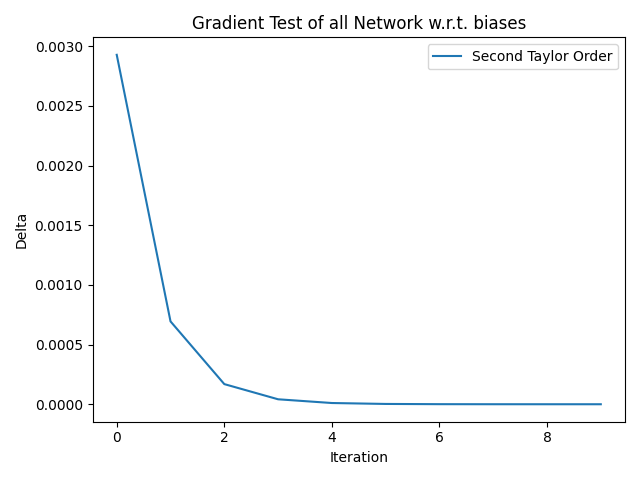 Gradient Test of all Network w.r.t. biases
Second Taylor Order
0.0030
0.0025
0.0020
0.0015
0.0010
0.0005
0.0000
Delta
0 2 4 6 8
Iteration